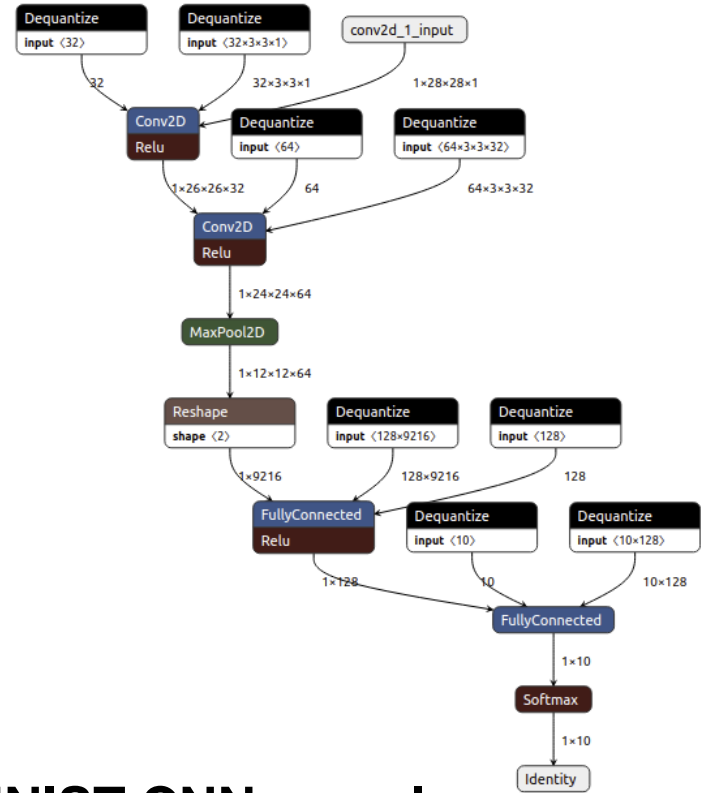 Dequantize
input ⟨32⟩
Dequantize
input ⟨32×3×3×1⟩
conv2d_1_input
32
32×3×3×1
1×28×28×1
Conv2D
Relu
Dequantize
input ⟨64⟩
Dequantize
input ⟨64×3×3×32⟩
1×26×26×32
64
64×3×3×32
Conv2D
Relu
1×24×24×64
MaxPool2D
1×12×12×64
Reshape
shape ⟨2⟩
Dequantize
input ⟨128×9216⟩
Dequantize
input ⟨128⟩
1×9216
128×9216
128
FullyConnected
Relu
Dequantize
input ⟨10⟩
Dequantize
input ⟨10×128⟩
1×128
10
10×128
FullyConnected
1×10
Softmax
1×10
Identity